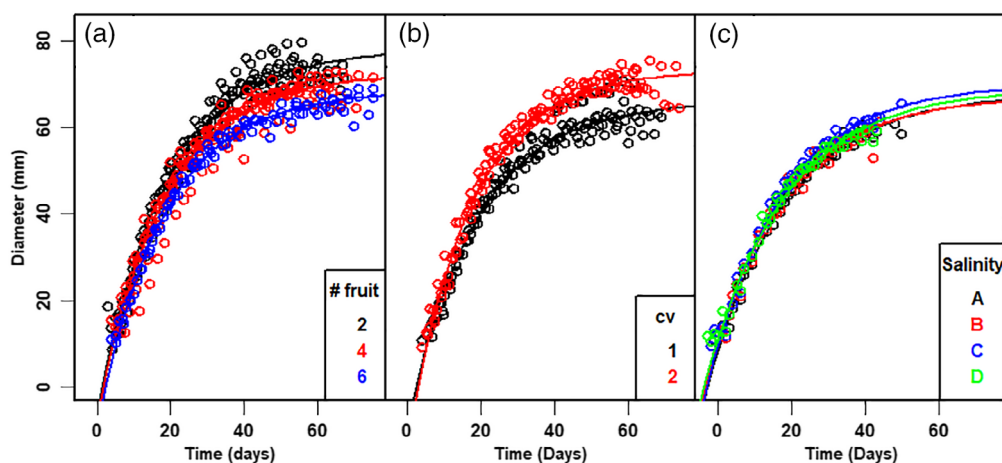 (a)
(b)
(c)
Diameter (mm)
80
60
40
20
0
# fruit
2
4
6
cv
1
2
Salinity
A
B
C
D
0 20 40 60
0 20 40 60
0 20 40 60
Time (days)
Time (days)
Time (Days)